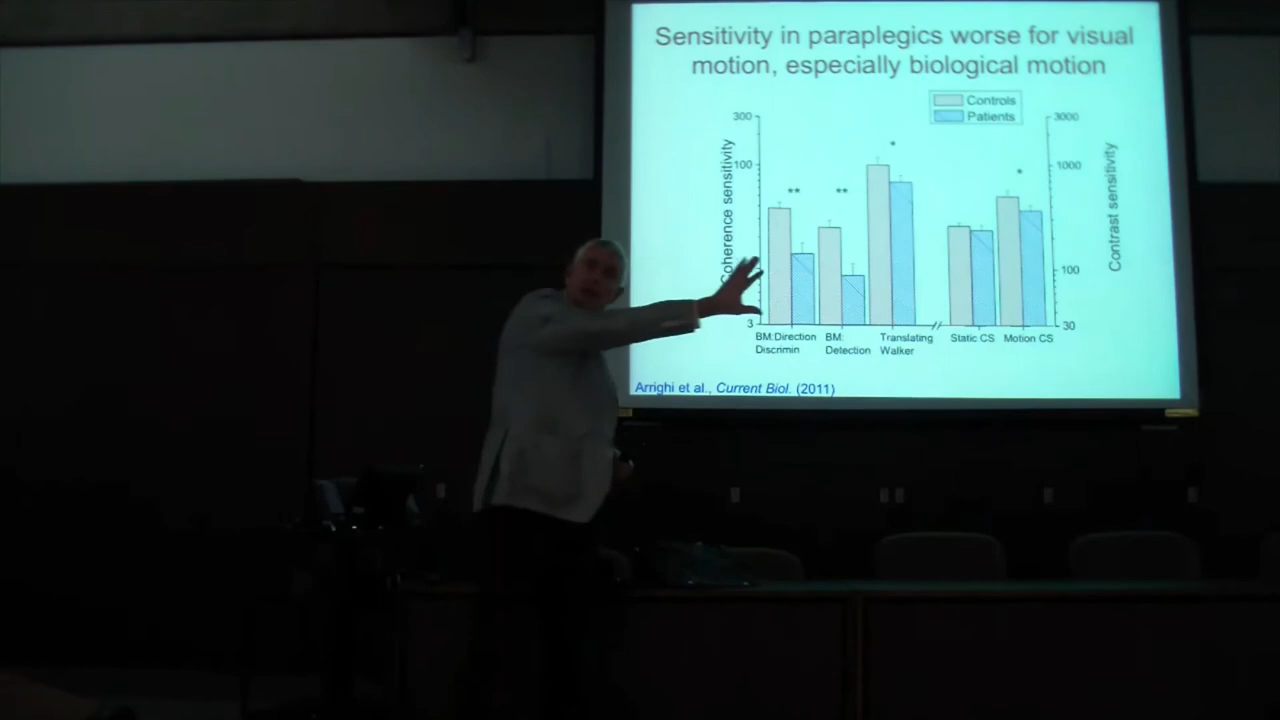 Sensitivity in paraplegics worse for visual
motion, especially biological motion
Controls
Patients
300
100
3
Coherence sensitivity
**
**
*
*
3000
1000
100
30
Contrast sensitivity
BM:Direction
Discrimin
BM:
Detection
Translating
Walker
Static CS
Motion CS
Arrighi et al., Current Biol. (2011)